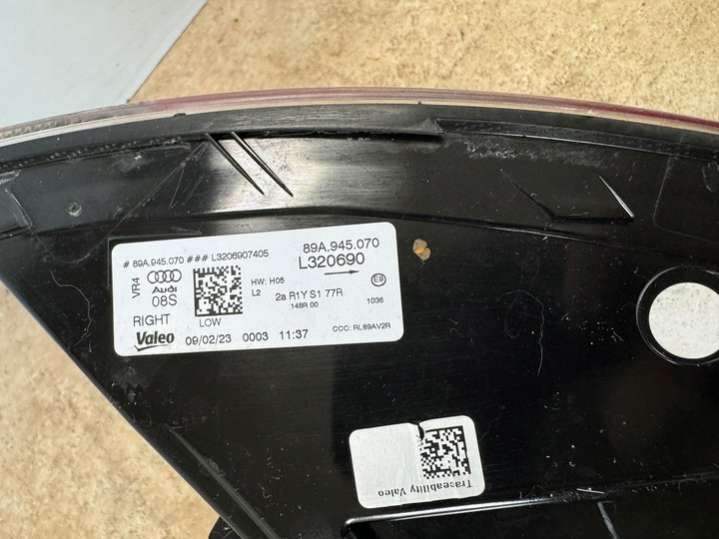 # 89A.945.070 ### L3206907405
89A.945.070
L320690
VR4
Audi
08S
HW: H05
L2
2a R1Y S1 77R
148R 00
1036
RIGHT
LOW
CCC: RL89AV2R
Valeo
09/02/23 0003 11:37
Traceability Valeo